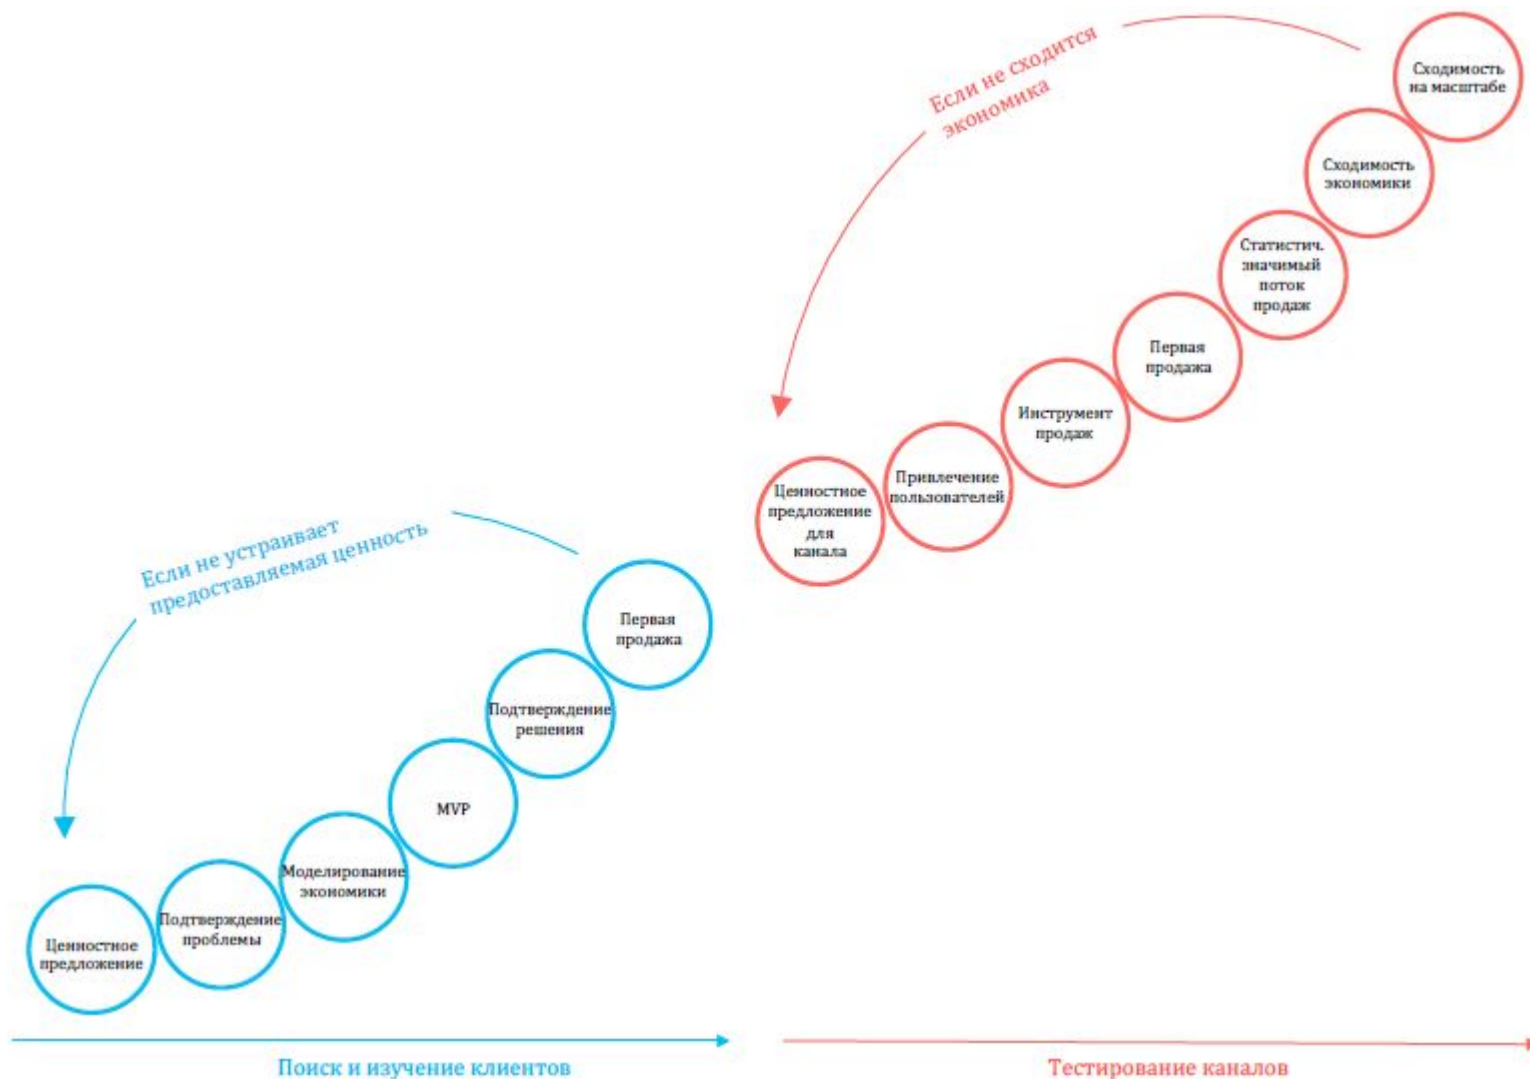 Если не устраивает
предоставляемая ценность
Ценностное
предложение
Подтверждение
проблемы
Моделирование
экономики
MVP
Подтверждение
решения
Первая
продажа
Поиск и изучение клиентов
Если не сходится
экономика
Ценностное
предложение
для
канала
Привлечение
пользователей
Инструмент
продаж
Первая
продажа
Статистич.
значимый
поток
продаж
Сходимость
экономики
Сходимость
на масштабе
Тестирование каналов